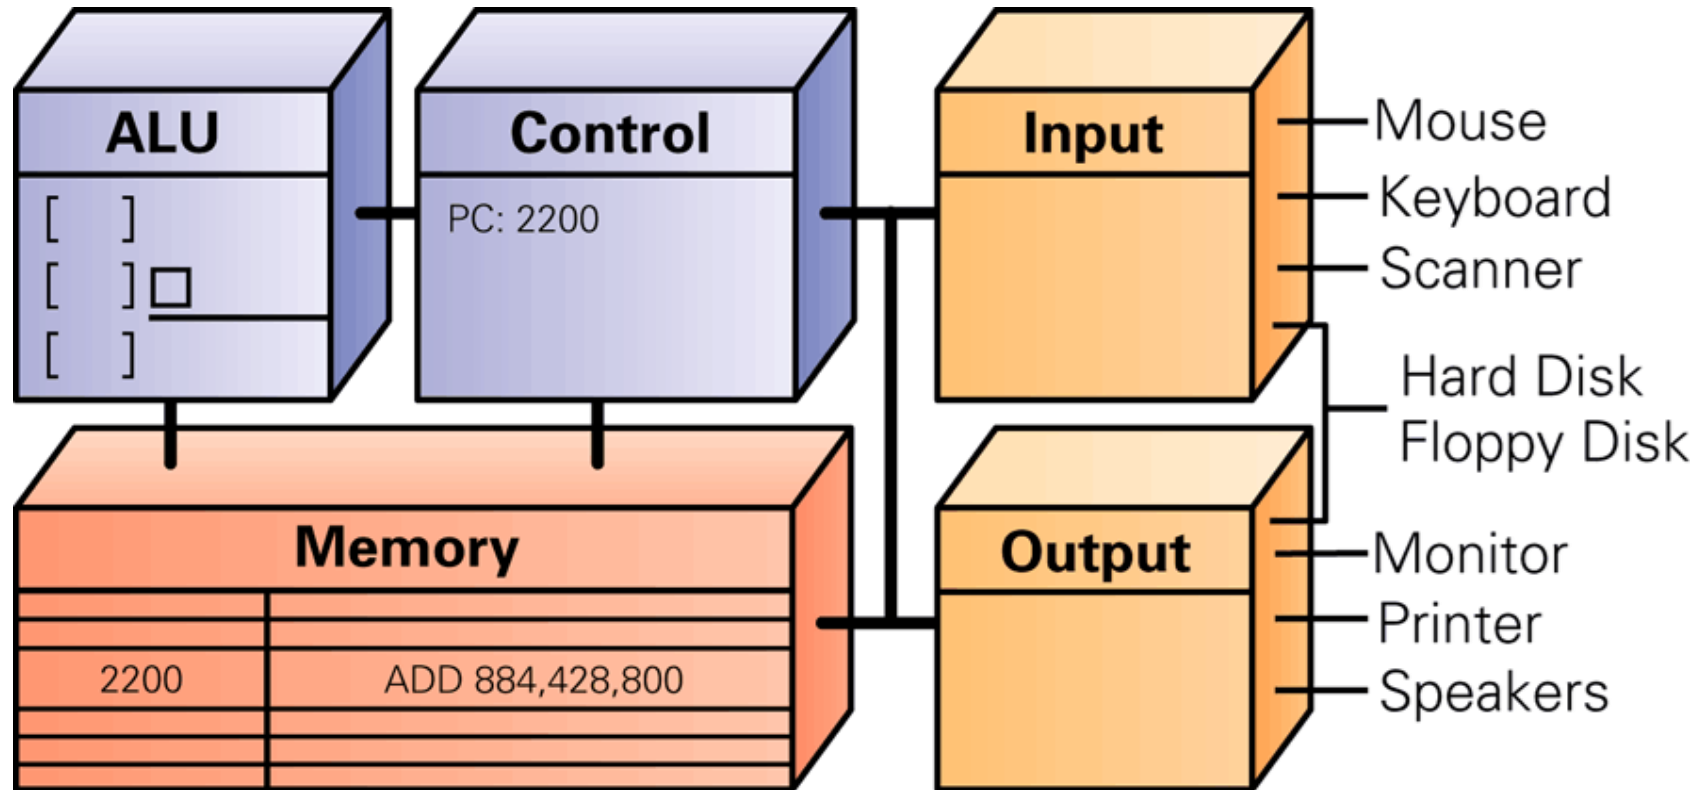 ALU
[ ]
[ ]
[ ]
Control
PC: 2200
Input
Mouse
Keyboard
Scanner
Hard Disk
Floppy Disk
Memory
2200 ADD 884,428,800
Output
Monitor
Printer
Speakers